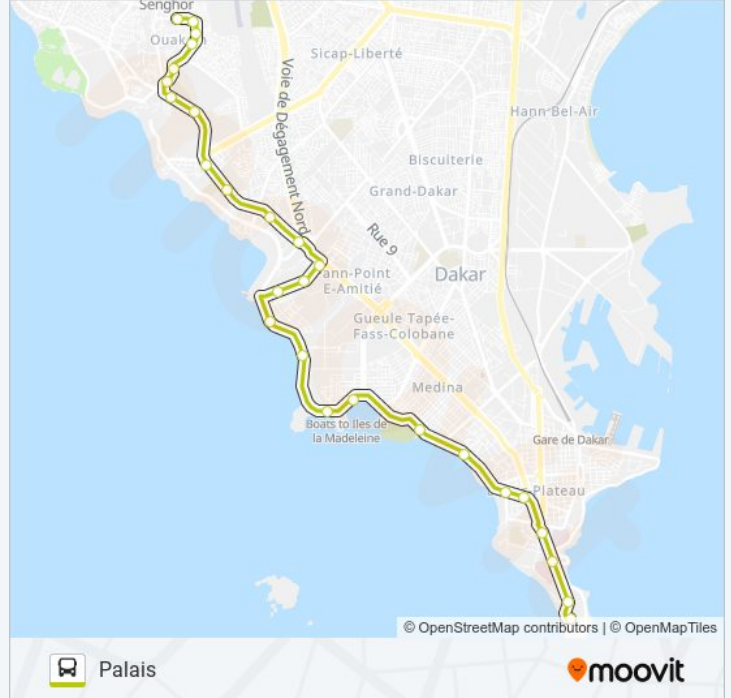 Senghor
Ouak
Sicap-Liberté
Voie de Dégagement Nord
Hann Bel-Air
Biscuiterie
Grand-Dakar
Rue 9
ann-Point
E-Amitié
Dakar
Gueule Tapée-
Fass-Colobane
Medina
Boats to Iles de
la Madeleine
Gare de Dakar
Plateau
© OpenStreetMap contributors | © OpenMapTiles
Palais
moovit